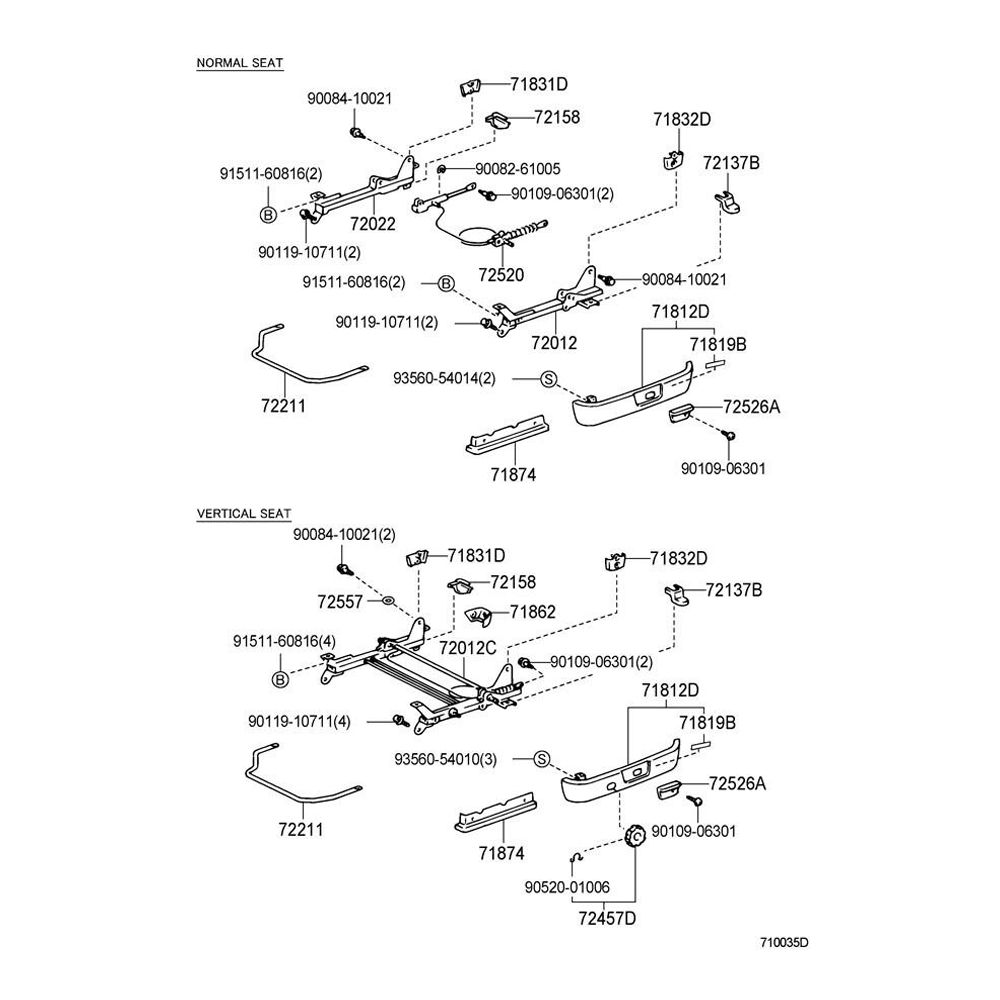 NORMAL SEAT
71831D
90084-10021
72158
71832D
72137B
90082-61005
91511-60816(2)
90109-06301(2)
B
72022
90119-10711(2)
72520
91511-60816(2)
B
90084-10021
71812D
90119-10711(2)
72012
71819B
93560-54014(2)
S
72211
72526A
71874
90109-06301
VERTICAL SEAT
90084-10021(2)
71831D
71832D
72158
72137B
72557
71862
91511-60816(4)
72012C
90109-06301(2)
B
71812D
90119-10711(4)
71819B
93560-54010(3)
S
72526A
72211
90109-06301
71874
90520-01006
72457D
710035D